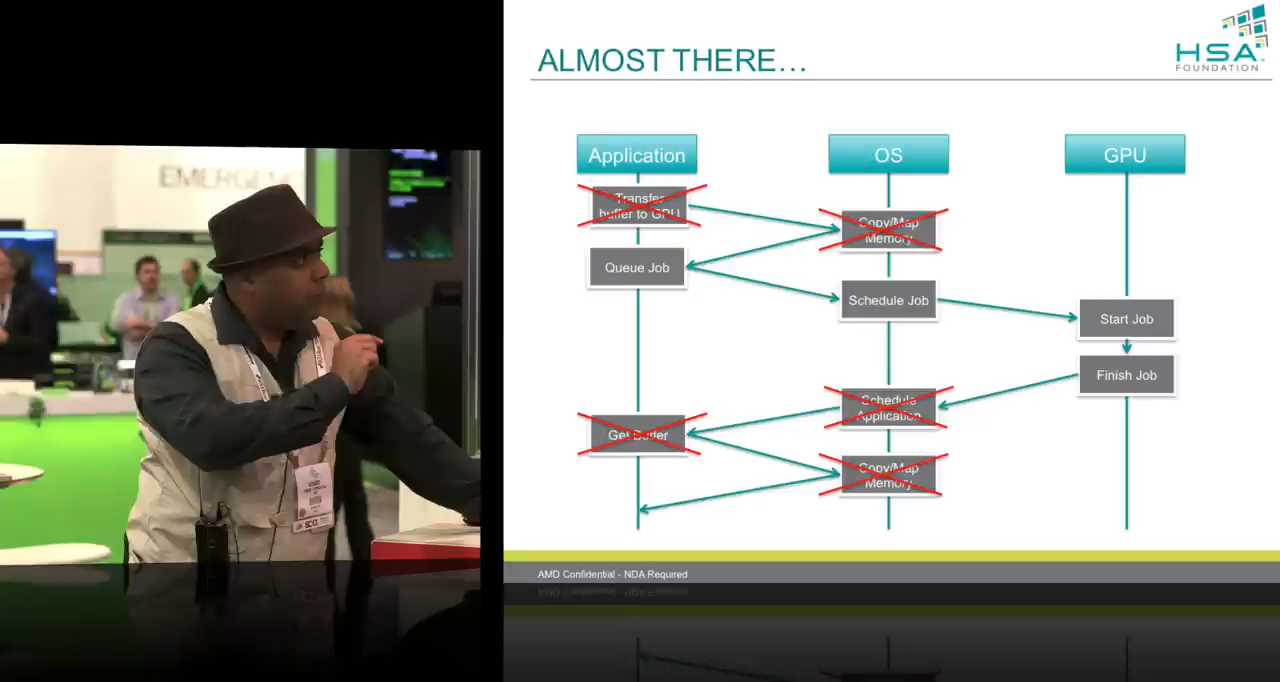 EMERGENC
ALMOST THERE…
HSA
FOUNDATION
Application
OS
GPU
Transfer
buffer to GPU
Copy/Map
Memory
Queue Job
Schedule Job
Start Job
Finish Job
Schedule
Application
Get Buffer
Copy/Map
Memory
AMD Confidential - NDA Required